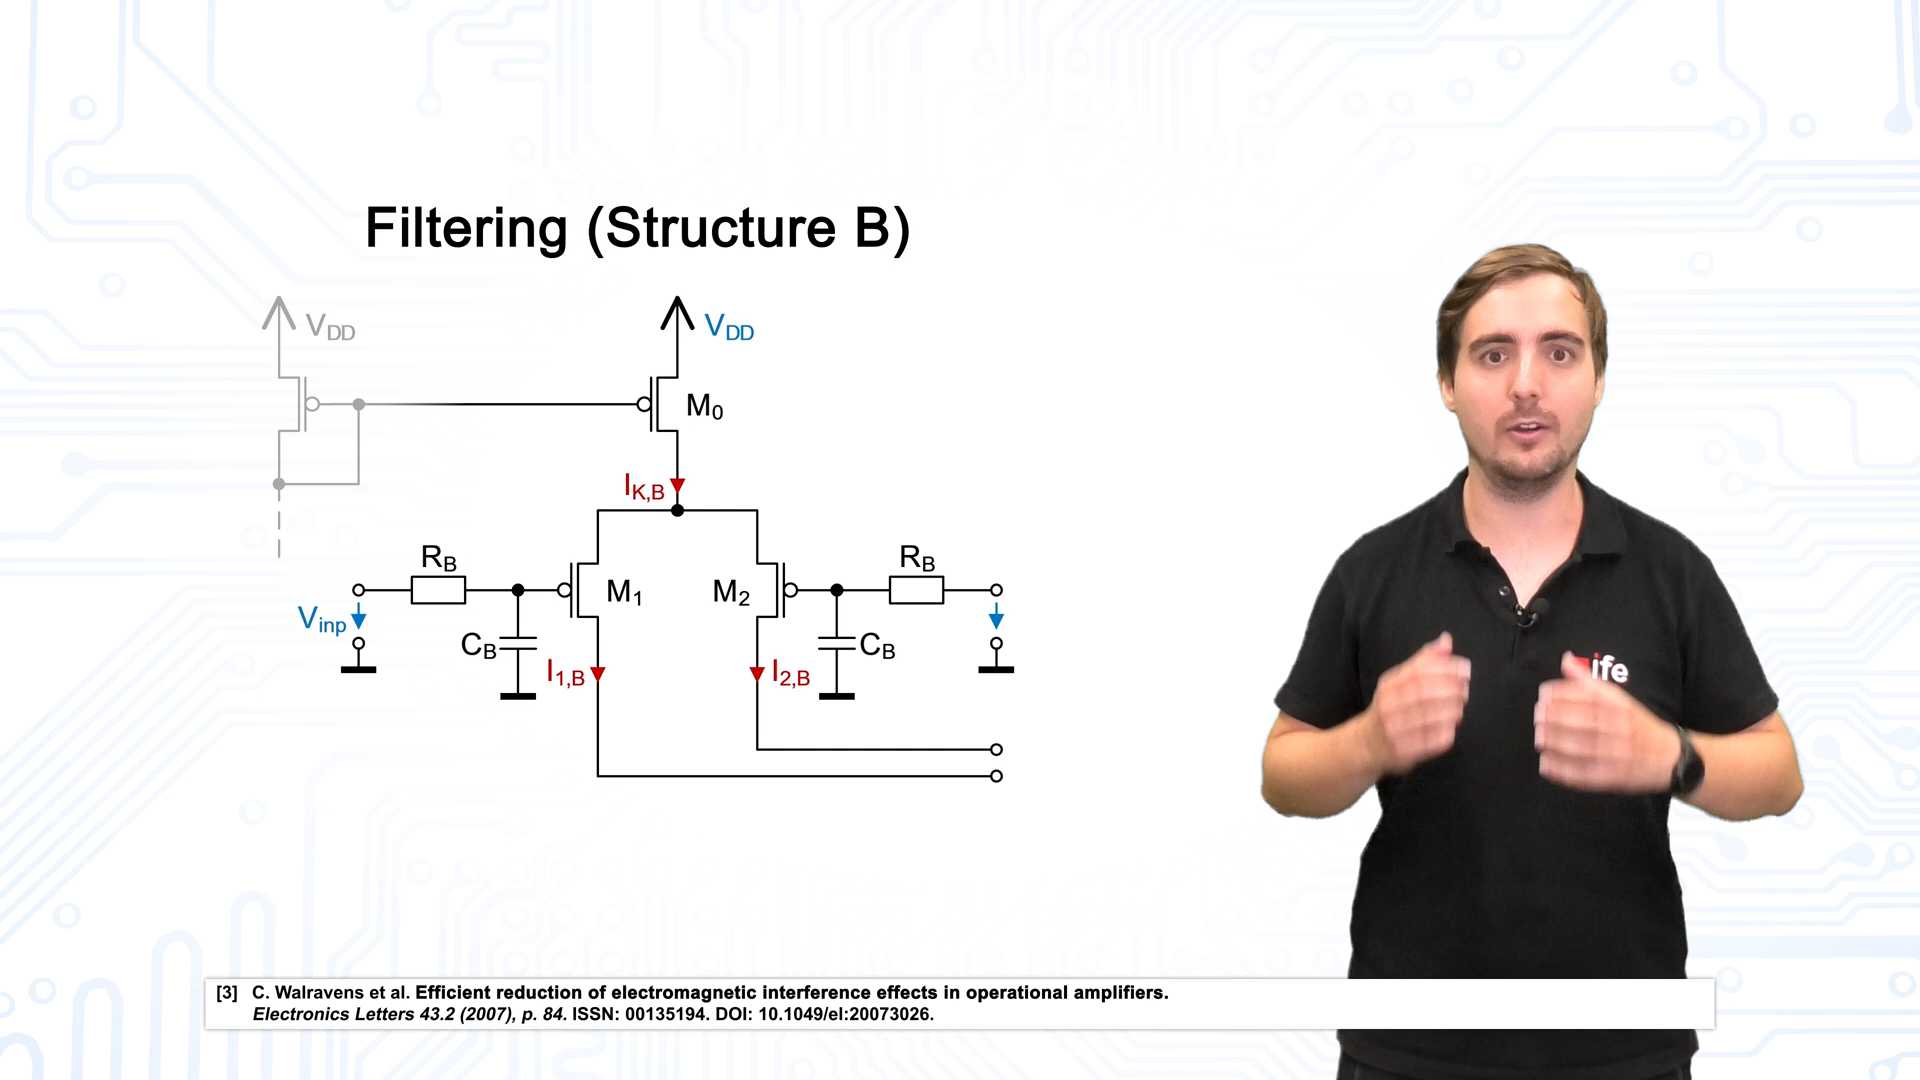 Filtering (Structure B)
VDD
VDD
M0
IK,B
RB
RB
M1
M2
Vinp
CB
CB
I1,B
I2,B
ife
[3] C. Walravens et al. Efficient reduction of electromagnetic interference effects in operational amplifiers.
Electronics Letters 43.2 (2007), p. 84. ISSN: 00135194. DOI: 10.1049/el:20073026.